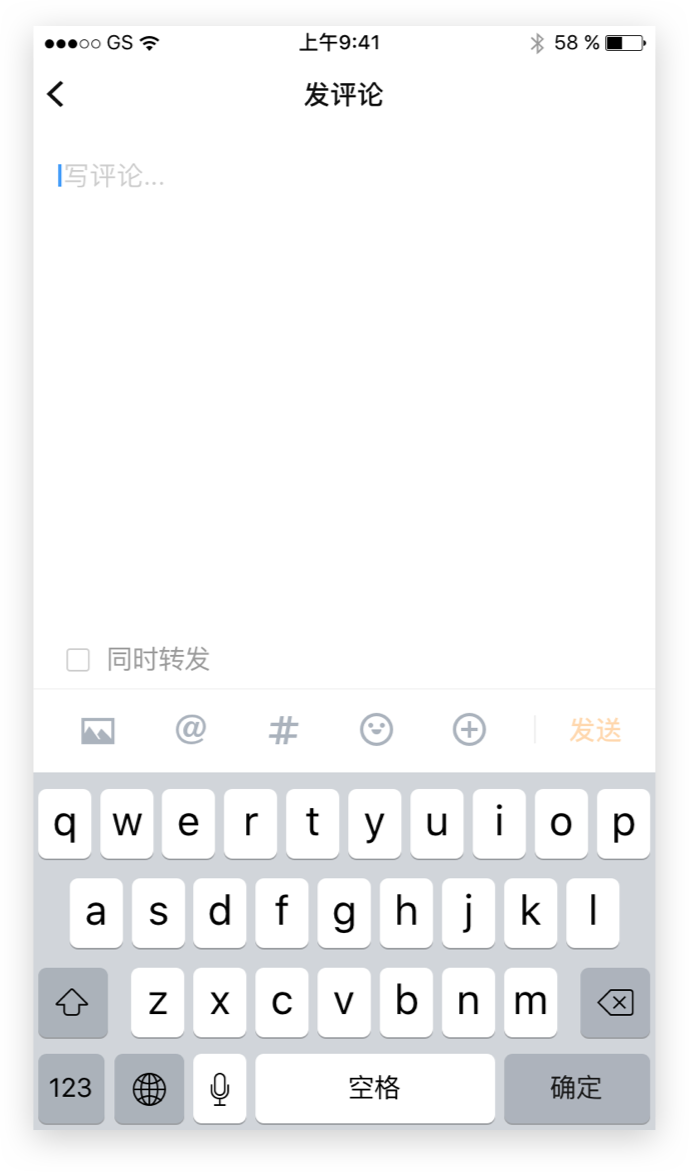 GS 上午9:41 58 %
发评论
写评论...
同时转发
@ # 发送
q w e r t y u i o p
a s d f g h j k l
z x c v b n m
123 空格 确定